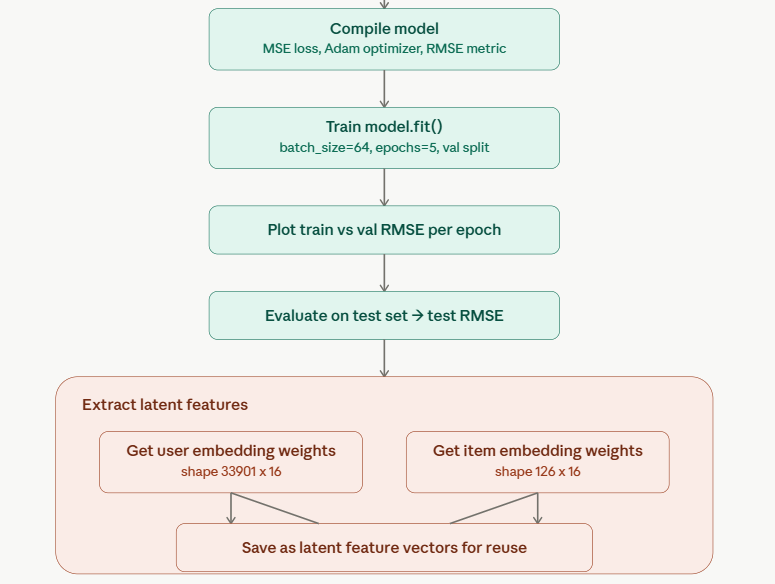 Compile model
MSE loss, Adam optimizer, RMSE metric
Train model.fit()
batch_size=64, epochs=5, val split
Plot train vs val RMSE per epoch
Evaluate on test set → test RMSE
Extract latent features
Get user embedding weights
shape 33901 x 16
Get item embedding weights
shape 126 x 16
Save as latent feature vectors for reuse